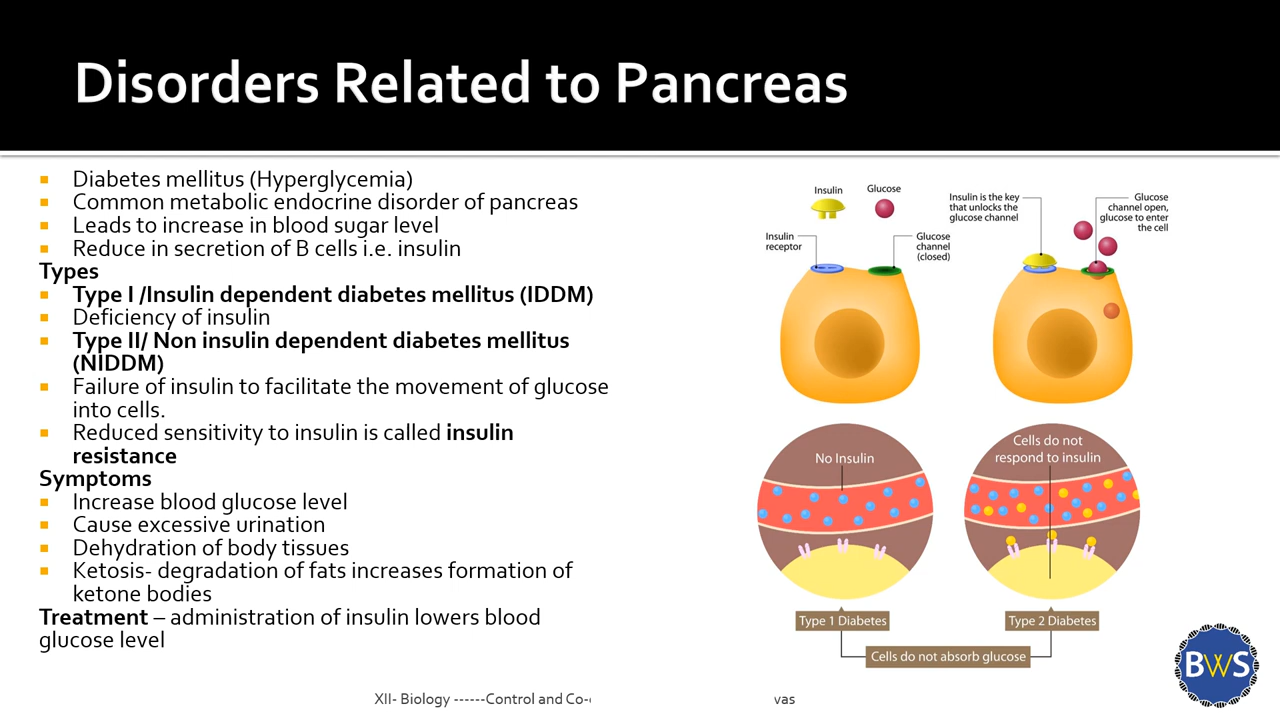 Disorders Related to Pancreas
Diabetes mellitus (Hyperglycemia)
Common metabolic endocrine disorder of pancreas
Leads to increase in blood sugar level
Reduce in secretion of B cells i.e. insulin
Types
Type I /Insulin dependent diabetes mellitus (IDDM)
Deficiency of insulin
Type II/ Non insulin dependent diabetes mellitus
(NIDDM)
Failure of insulin to facilitate the movement of glucose
into cells.
Reduced sensitivity to insulin is called insulin
resistance
Symptoms
Increase blood glucose level
Cause excessive urination
Dehydration of body tissues
Ketosis- degradation of fats increases formation of
ketone bodies
Treatment – administration of insulin lowers blood
glucose level
Insulin
Glucose
Insulin
receptor
Glucose
channel
(closed)
Insulin is the key
that unlocks the
glucose channel
Glucose
channel open,
glucose to enter
the cell
No Insulin
Cells do not
respond to insulin
Type 1 Diabetes
Type 2 Diabetes
Cells do not absorb glucose
BWS
XII- Biology ------Control and Co- vas